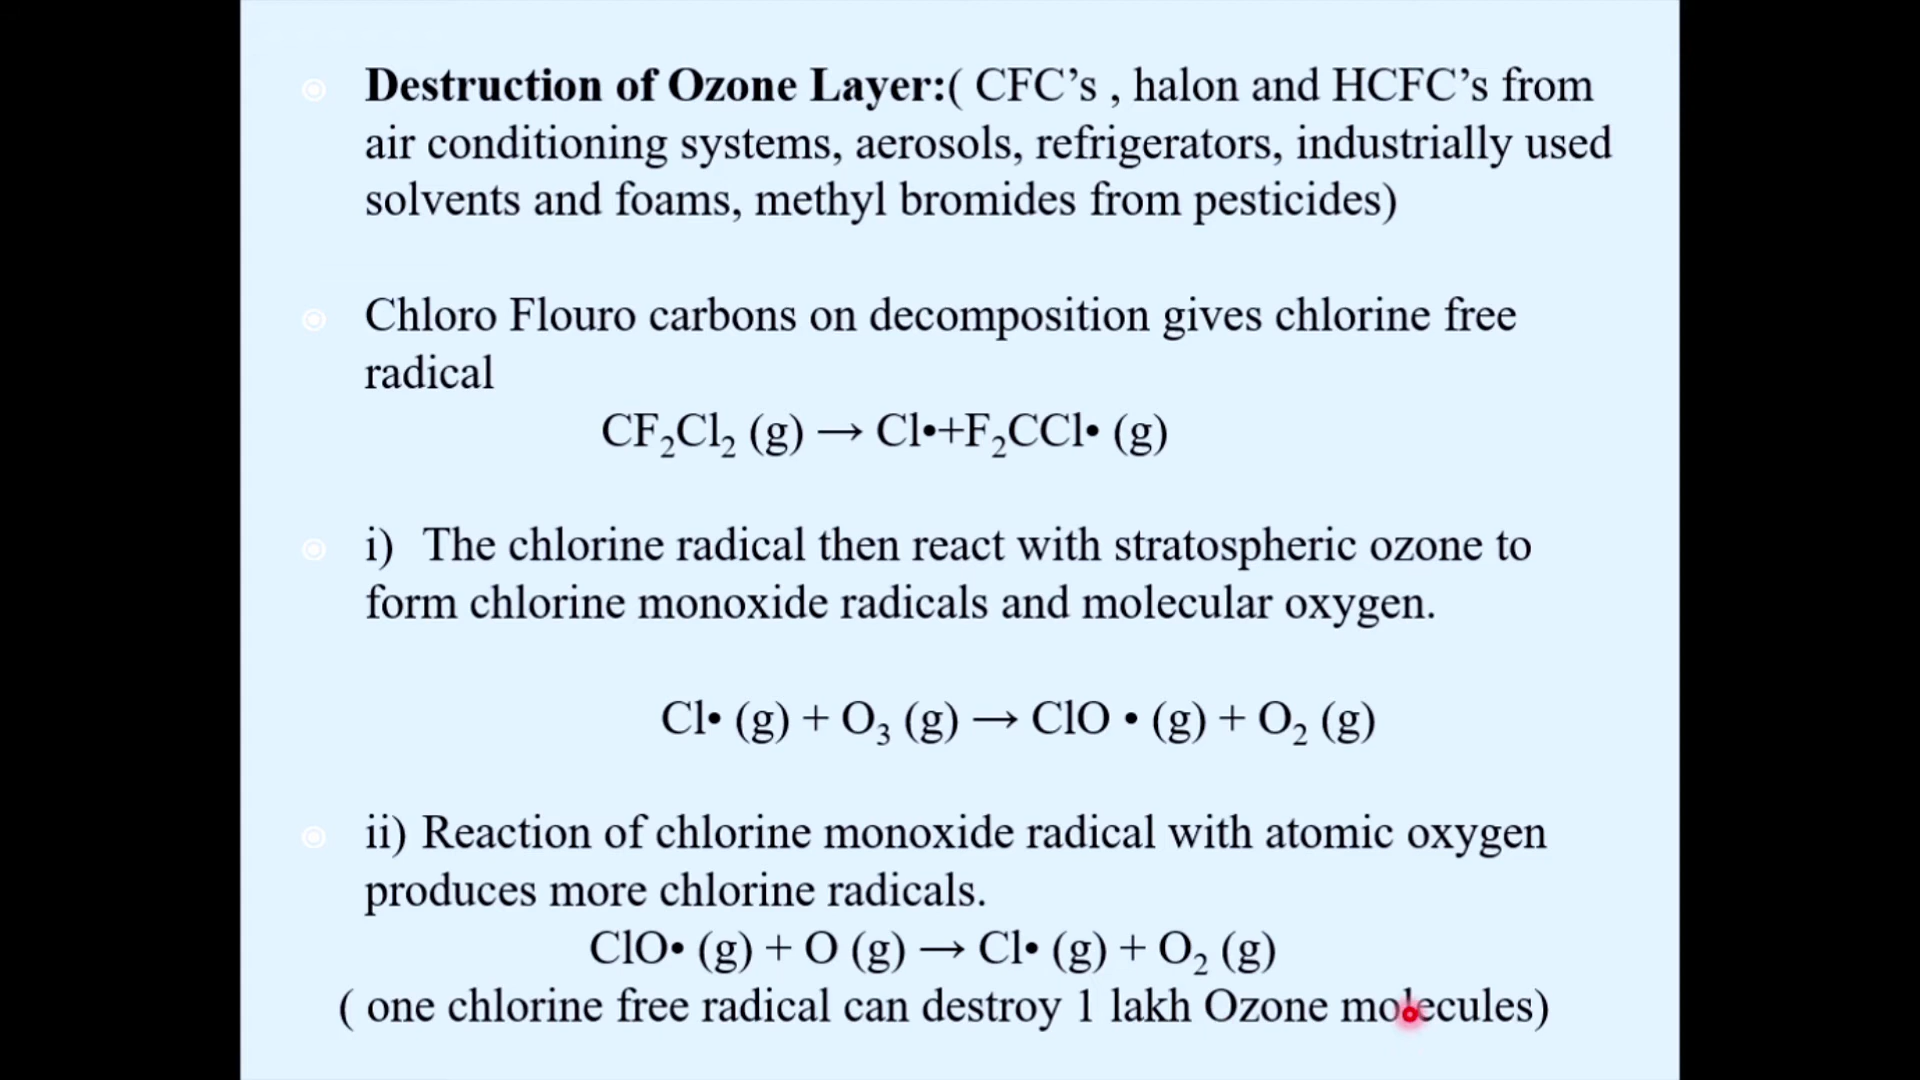 Destruction of Ozone Layer:( CFC’s , halon and HCFC’s from
air conditioning systems, aerosols, refrigerators, industrially used
solvents and foams, methyl bromides from pesticides)
Chloro Flouro carbons on decomposition gives chlorine free
radical
CF₂Cl₂ (g) → Cl•+F₂CCl• (g)
i) The chlorine radical then react with stratospheric ozone to
form chlorine monoxide radicals and molecular oxygen.
Cl• (g) + O₃ (g) → ClO • (g) + O₂ (g)
ii) Reaction of chlorine monoxide radical with atomic oxygen
produces more chlorine radicals.
ClO• (g) + O (g) → Cl• (g) + O₂ (g)
( one chlorine free radical can destroy 1 lakh Ozone molecules)